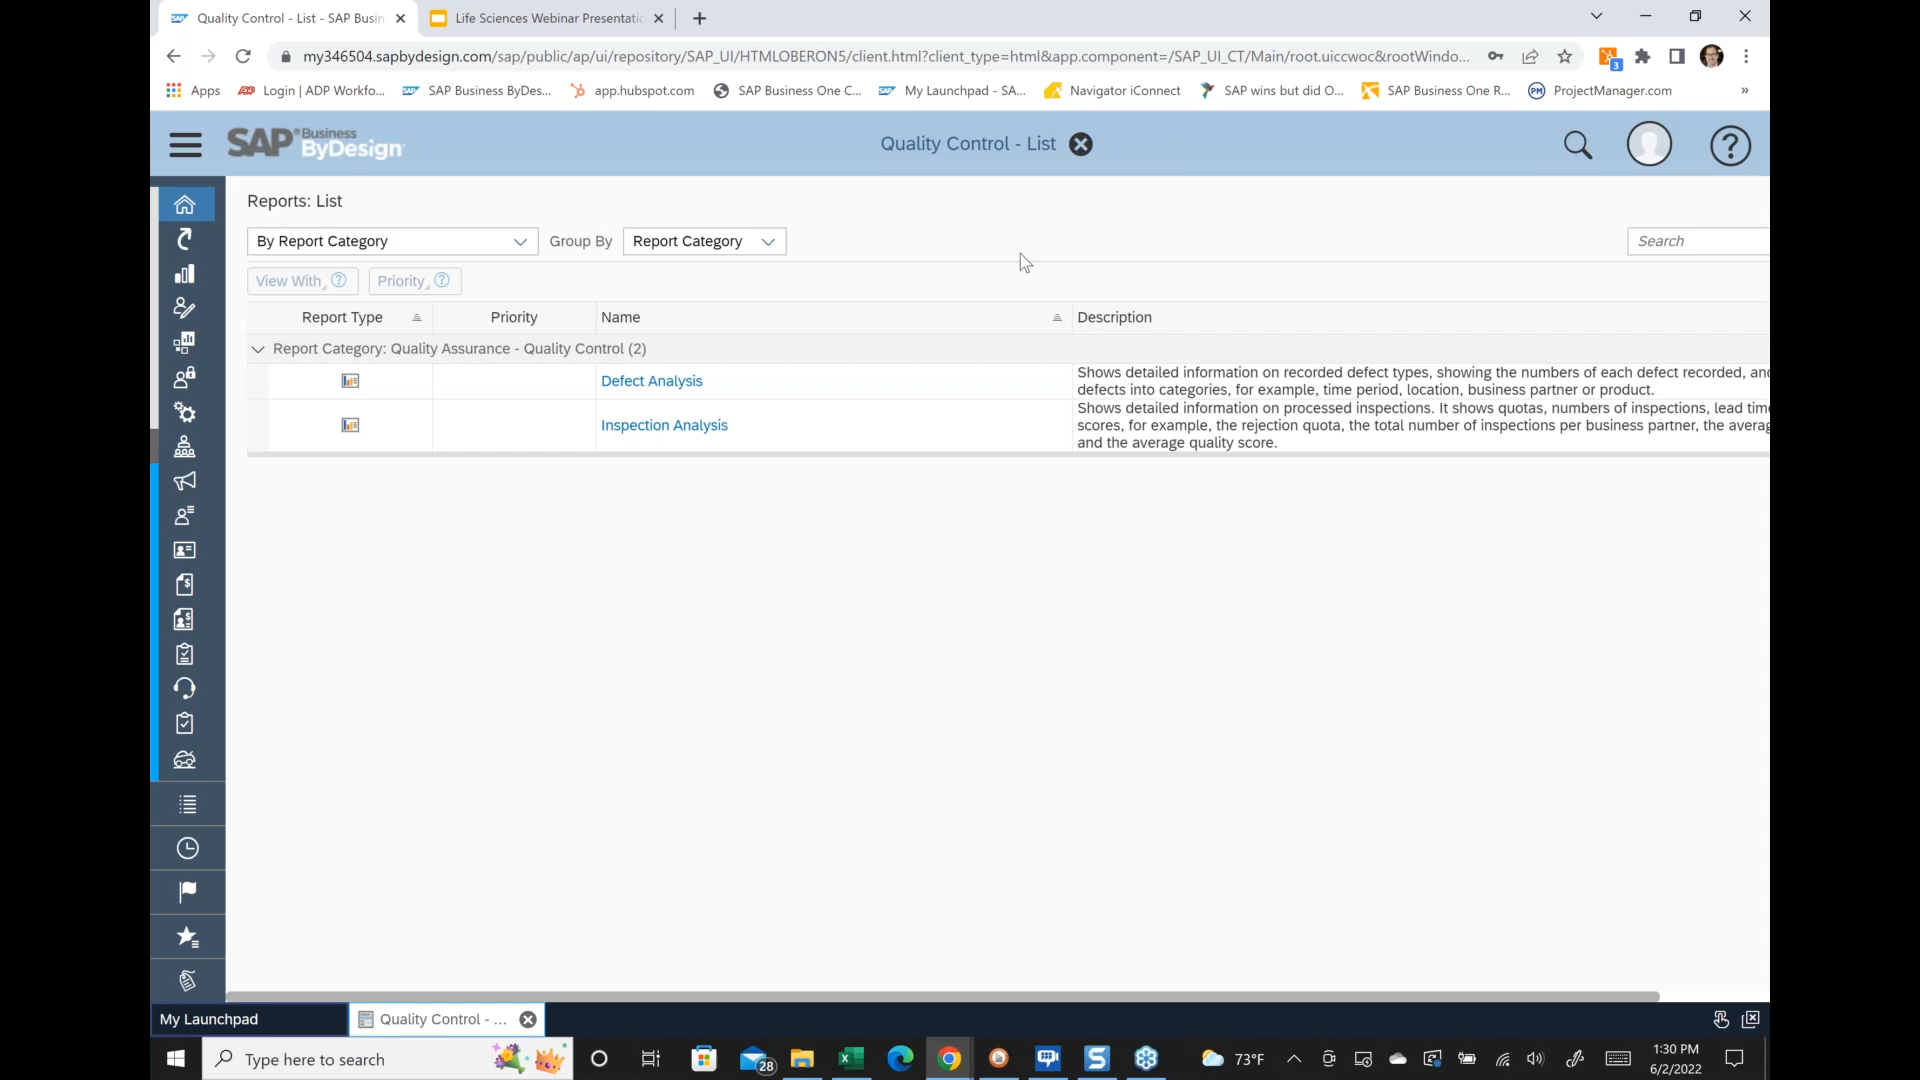 Quality Control - List - SAP Busin
Life Sciences Webinar Presentatic
my346504.sapbydesign.com/sap/public/ap/ui/repository/SAP_UI/HTMLOBERON5/client.html?client_type=html&app.component=/SAP_UI_CT/Main/root.uiccwoc&rootWindo...
3
Apps
ADP Login | ADP Workfo...
SAP SAP Business ByDes...
app.hubspot.com
SAP Business One C...
SAP My Launchpad - SA...
Navigator iConnect
SAP wins but did O...
SAP Business One R...
PM ProjectManager.com
»
SAP Business ByDesign
Quality Control - List
Reports: List
By Report Category
Group By
Report Category
Search
View With
Priority
Report Type
Priority
Name
Description
Report Category: Quality Assurance - Quality Control (2)
Defect Analysis
Shows detailed information on recorded defect types, showing the numbers of each defect recorded, and
defects into categories, for example, time period, location, business partner or product.
Inspection Analysis
Shows detailed information on processed inspections. It shows quotas, numbers of inspections, lead time
scores, for example, the rejection quota, the total number of inspections per business partner, the averag
and the average quality score.
My Launchpad
Quality Control - ...
Type here to search
28
73°F
1:30 PM
6/2/2022